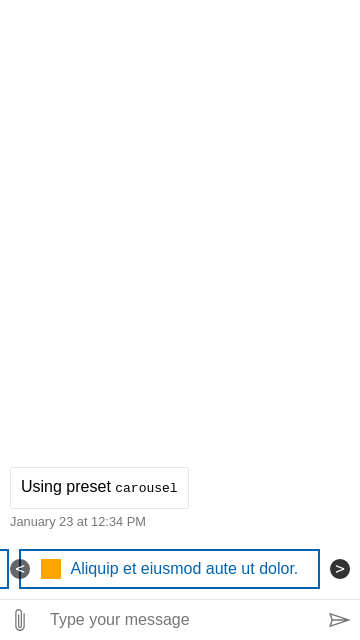 Using preset carousel
January 23 at 12:34 PM
< Aliquip et eiusmod aute ut dolor. >
Type your message